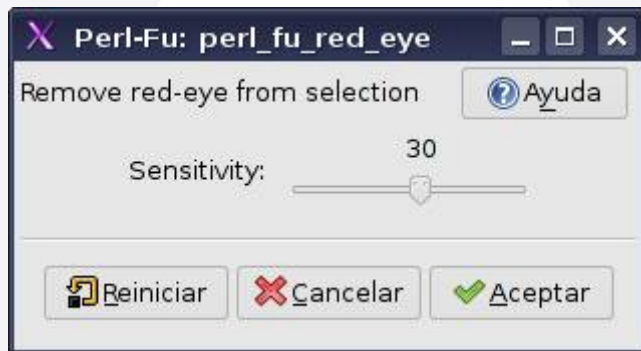 Perl-Fu: perl_fu_red_eye
Remove red-eye from selection Ayuda
30
Sensitivity:
Reiniciar Cancelar Aceptar